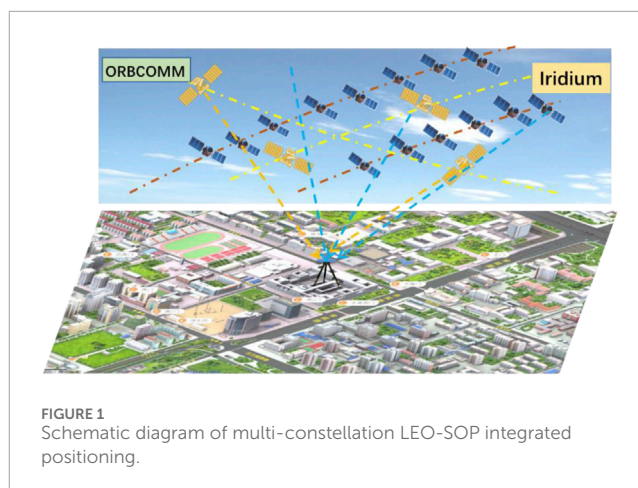 ORBCOMM
Iridium
FIGURE 1
Schematic diagram of multi-constellation LEO-SOP integrated
positioning.